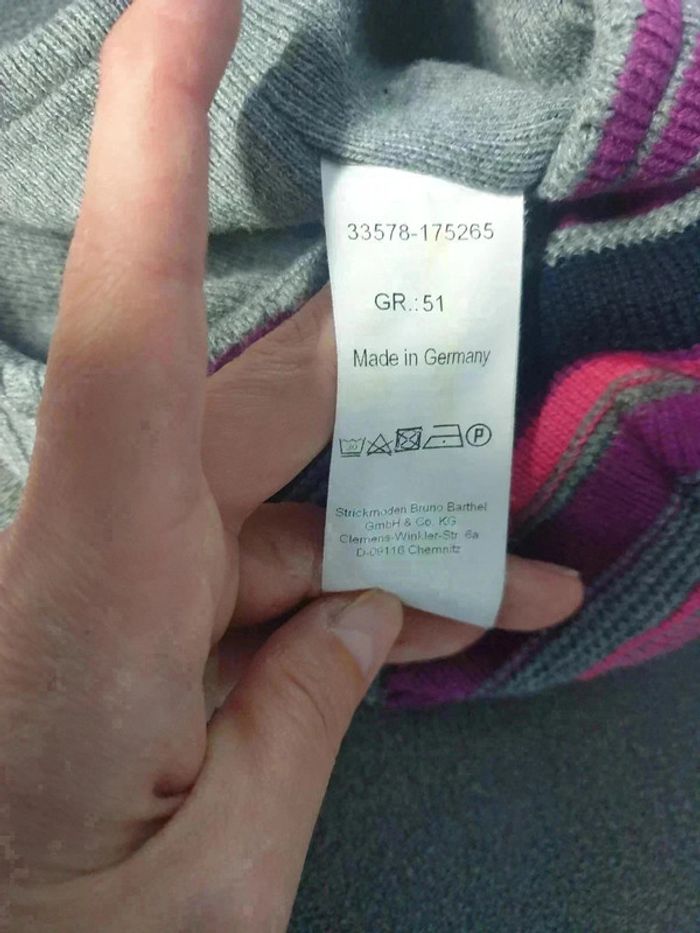 33578-175265
GR.: 51
Made in Germany
30
P
Strickmoden Bruno Barthel
GmbH & Co. KG
Clemens-Winkler-Str. 6a
D-09116 Chemnitz